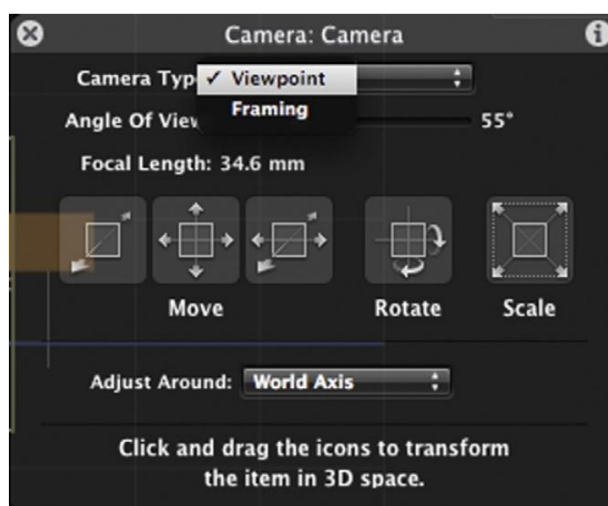 Camera: Camera
Camera Typ ✓ Viewpoint
Framing
Angle Of View 55°
Focal Length: 34.6 mm
Move Rotate Scale
Adjust Around: World Axis
Click and drag the icons to transform
the item in 3D space.